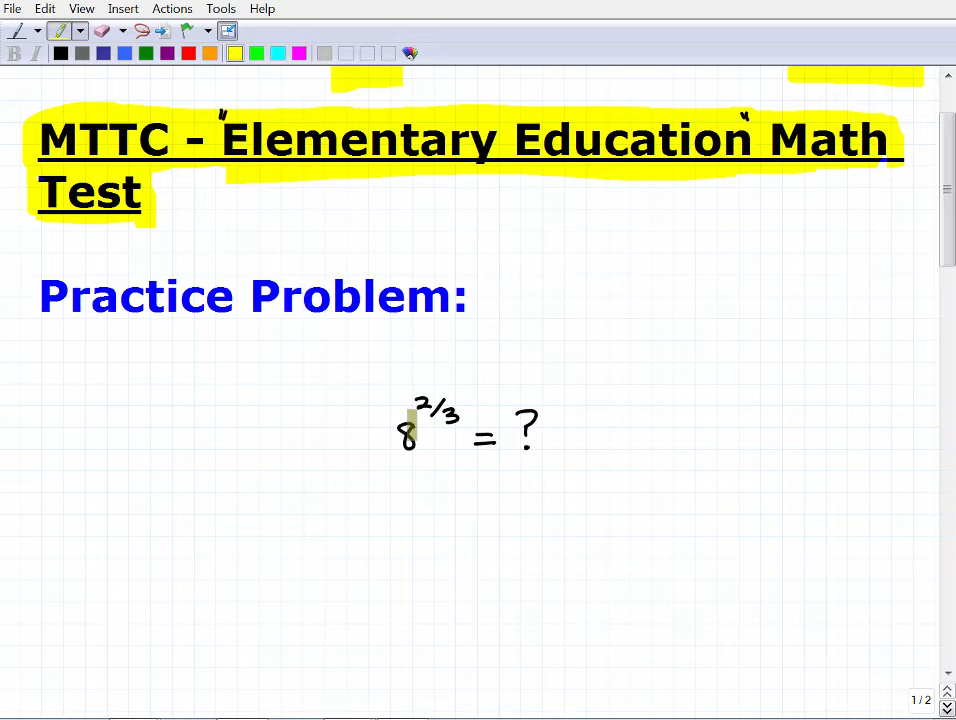 File Edit View Insert Actions Tools Help
B I
MTTC - "Elementary Education" Math
Test
Practice Problem:
8^2/3 = ?
1 / 2